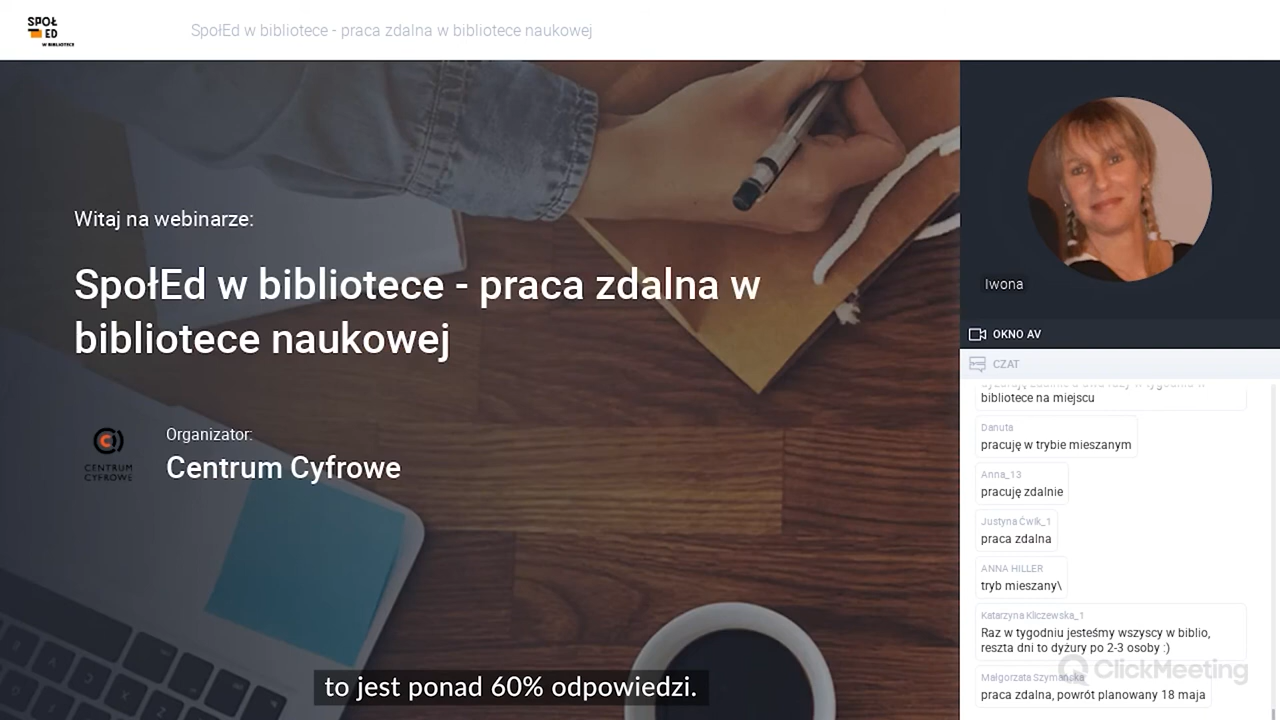 SPOŁ
ED
W BIBLIOTECE
SpołEd w bibliotece - praca zdalna w bibliotece naukowej
Witaj na webinarze:
SpołEd w bibliotece - praca zdalna w
bibliotece naukowej
Organizator:
Centrum Cyfrowe
CENTRUM
CYFROWE
to jest ponad 60% odpowiedzi.
Iwona
OKNO AV
CZAT
bibliotece na miejscu
Danuta
pracuję w trybie mieszanym
Anna_13
pracuję zdalnie
Justyna Ćwik_1
praca zdalna
ANNA HILLER
tryb mieszany\
Katarzyna Kliczewska_1
Raz w tygodniu jesteśmy wszyscy w biblio,
reszta dni to dyżury po 2-3 osoby :)
ClickMeeting
Małgorzata Szymańska
praca zdalna, powrót planowany 18 maja